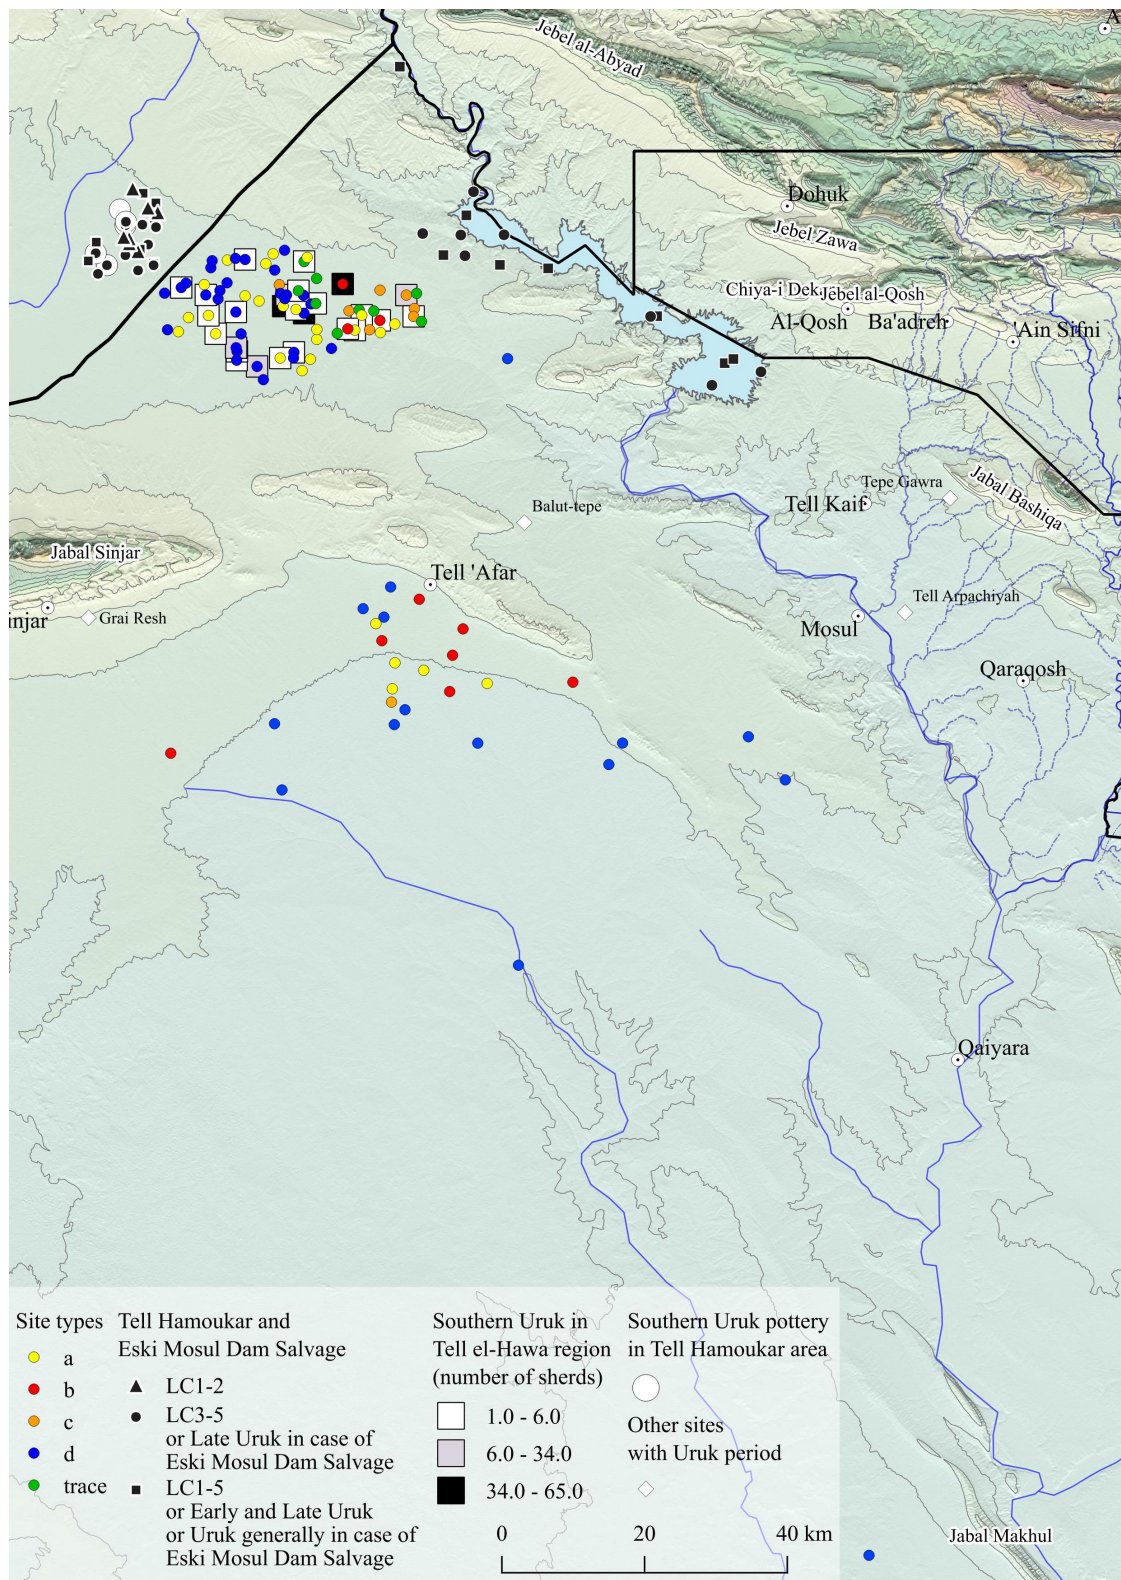 A
Jebel al-Abyad
Dohuk
Jebel Zawa
Chiya-i Dek
Jebel al-Qosh
Al-Qosh
Ba'adreh
'Ain Sifni
Tepe Gawra
Jabal Bashiqa
Tell Kaif
Balut-tepe
Jabal Sinjar
Tell 'Afar
injar
Grai Resh
Tell Arpachiyah
Mosul
Qaraqosh
Qaiyara
Jabal Makhul
Site types
a
b
c
d
trace
Tell Hamoukar and
Eski Mosul Dam Salvage
LC1-2
LC3-5
or Late Uruk in case of
Eski Mosul Dam Salvage
LC1-5
or Early and Late Uruk
or Uruk generally in case of
Eski Mosul Dam Salvage
Southern Uruk in
Tell el-Hawa region
(number of sherds)
1.0 - 6.0
6.0 - 34.0
34.0 - 65.0
Southern Uruk pottery
in Tell Hamoukar area
Other sites
with Uruk period
0 20 40 km